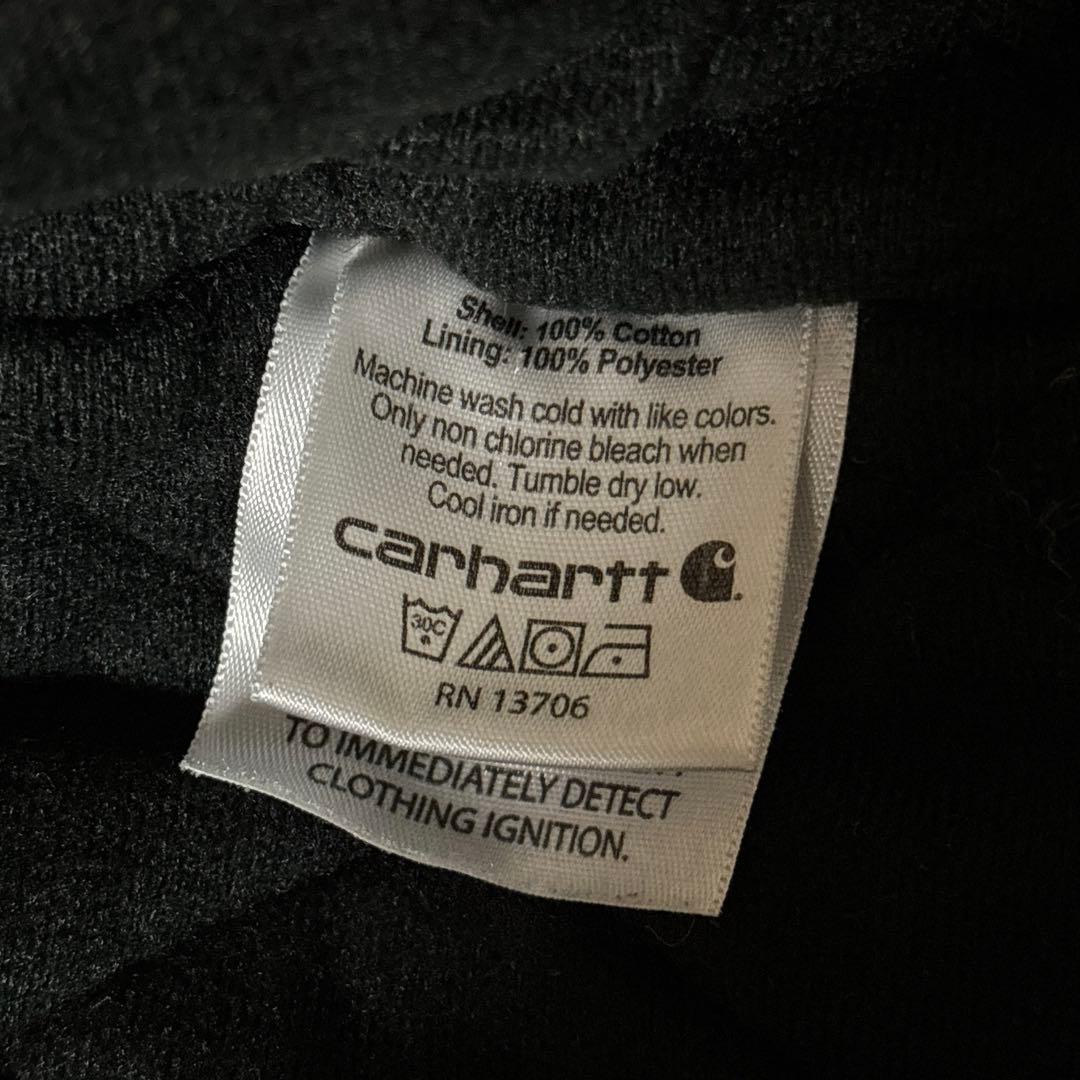 Shell: 100% Cotton
Lining: 100% Polyester
Machine wash cold with like colors.
Only non chlorine bleach when
needed. Tumble dry low.
Cool iron if needed.
carhartt
30C
RN 13706
TO IMMEDIATELY DETECT
CLOTHING IGNITION.